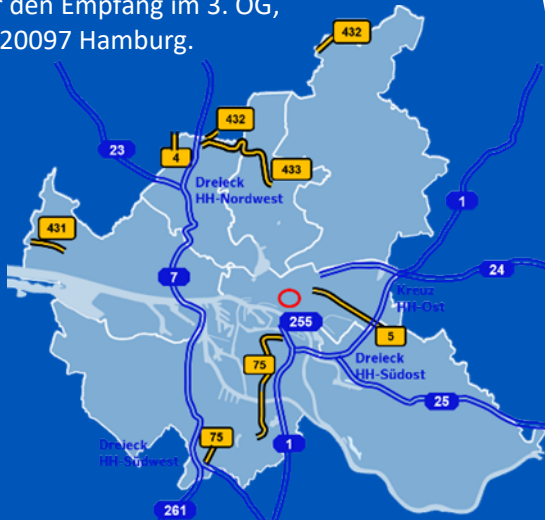 r den Empfang im 3. OG,
20097 Hamburg.
432
432
23
4
433
Dreieck
HH-Nordwest
1
431
7
24
Kreuz
HH-Ost
255
5
75
Dreieck
HH-Südost
25
75
Dreieck
HH-Südwest
1
261